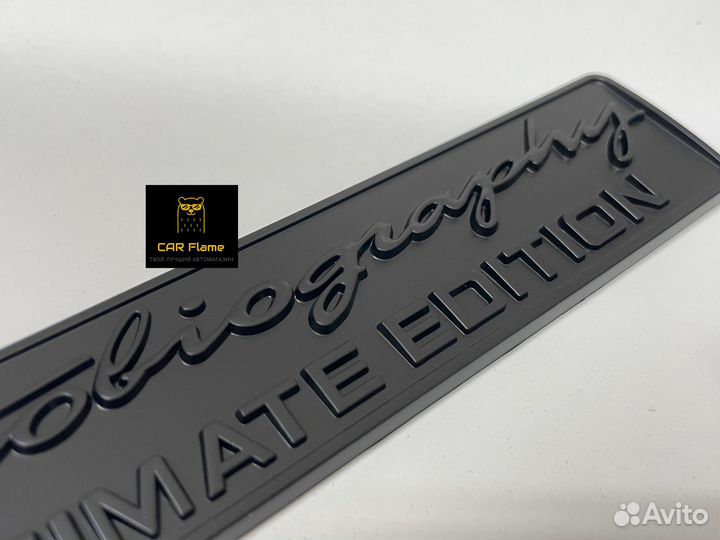 obiography
IMATE EDITION
CAR Flame
ТВОЙ ЛУЧШИЙ АВТОМАГАЗИН
Avito